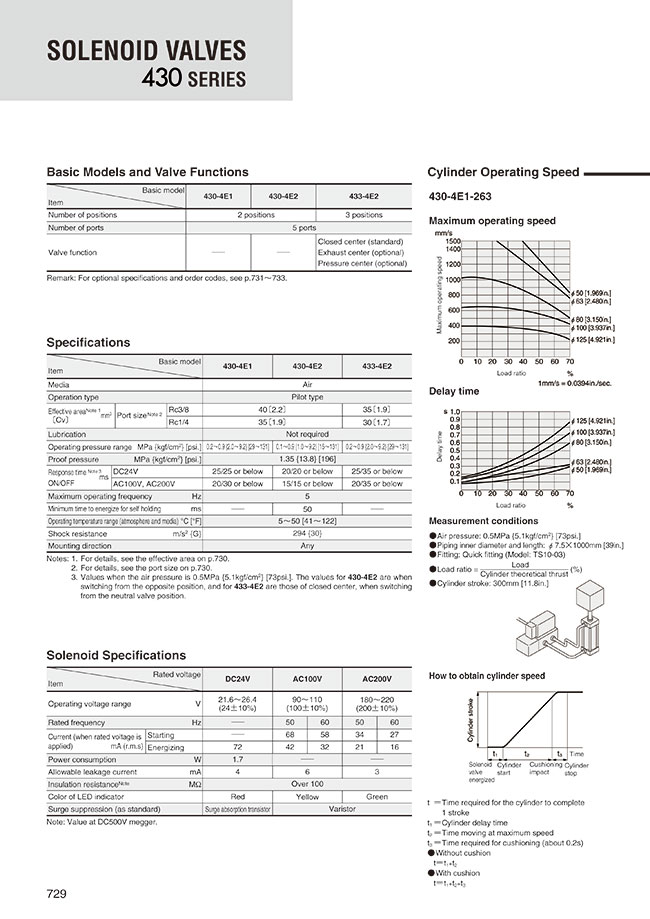 SOLENOID VALVES
430 SERIES
Basic Models and Valve Functions
Basic model
Item
430-4E1 430-4E2 433-4E2
Number of positions 2 positions 3 positions
Number of ports 5 ports
Valve function — — Closed center (standard)
Exhaust center (optional)
Pressure center (optional)
Remark: For optional specifications and order codes, see p.731～733.
Specifications
Basic model
Item
430-4E1 430-4E2 433-4E2
Media Air
Operation type Pilot type
Effective area Note 1 〔Cv〕 mm² Port size Note 2 Rc3/8 40〔2.2〕 35〔1.9〕
Rc1/4 35〔1.9〕 30〔1.7〕
Lubrication Not required
Operating pressure range MPa {kgf/cm²} [psi.] 0.2～0.9 {2.0～9.2} [29～131] 0.1～0.9 {1.0～9.2} [15～131] 0.2～0.9 {2.0～9.2} [29～131]
Proof pressure MPa {kgf/cm²} [psi.] 1.35 {13.8} [196]
Response time Note 3 ON/OFF ms DC24V 25/25 or below 20/20 or below 25/35 or below
AC100V, AC200V 20/30 or below 15/15 or below 20/35 or below
Maximum operating frequency Hz 5
Minimum time to energize for self holding ms — 50 —
Operating temperature range (atmosphere and media) °C [°F] 5～50 [41～122]
Shock resistance m/s² {G} 294 {30}
Mounting direction Any
Notes: 1. For details, see the effective area on p.730.
2. For details, see the port size on p.730.
3. Values when the air pressure is 0.5MPa {5.1kgf/cm²} [73psi.]. The values for 430-4E2 are when
switching from the opposite position, and for 433-4E2 are those of closed center, when switching
from the neutral valve position.
Solenoid Specifications
Rated voltage
Item
DC24V AC100V AC200V
Operating voltage range V 21.6～26.4 (24±10%) 90～110 (100±10%) 180～220 (200±10%)
Rated frequency Hz — 50 60 50 60
Current (when rated voltage is applied) mA (r.m.s) Starting — 68 58 34 27
Energizing 72 42 32 21 16
Power consumption W 1.7 — —
Allowable leakage current mA 4 6 3
Insulation resistance Note MΩ Over 100
Color of LED indicator Red Yellow Green
Surge suppression (as standard) Surge absorption transistor Varistor
Note: Value at DC500V megger.
729
Cylinder Operating Speed
430-4E1-263
Maximum operating speed
mm/s
Maximum operating speed
1500
1400
1200
1000
800
600
400
200
φ50 [1.969in.]
φ63 [2.480in.]
φ80 [3.150in.]
φ100 [3.937in.]
φ125 [4.921in.]
0 10 20 30 40 50 60 70
Load ratio %
1mm/s = 0.0394in./sec.
Delay time
s
Delay time
1.0
0.9
0.8
0.7
0.6
0.5
0.4
0.3
0.2
0.1
φ125 [4.921in.]
φ100 [3.937in.]
φ80 [3.150in.]
φ63 [2.480in.]
φ50 [1.969in.]
0 10 20 30 40 50 60 70
Load ratio %
Measurement conditions
●Air pressure: 0.5MPa {5.1kgf/cm²} [73psi.]
●Piping inner diameter and length: φ7.5×1000mm [39in.]
●Fitting: Quick fitting (Model: TS10-03)
●Load ratio = Load / Cylinder theoretical thrust (%)
●Cylinder stroke: 300mm [11.8in.]
How to obtain cylinder speed
Cylinder stroke
t₁ t₂ t₃ Time
Solenoid valve energized
Cylinder start
Cushioning impact
Cylinder stop
t ＝Time required for the cylinder to complete
1 stroke
t₁＝Cylinder delay time
t₂＝Time moving at maximum speed
t₃＝Time required for cushioning (about 0.2s)
●Without cushion
t＝t₁+t₂
●With cushion
t＝t₁+t₂+t₃